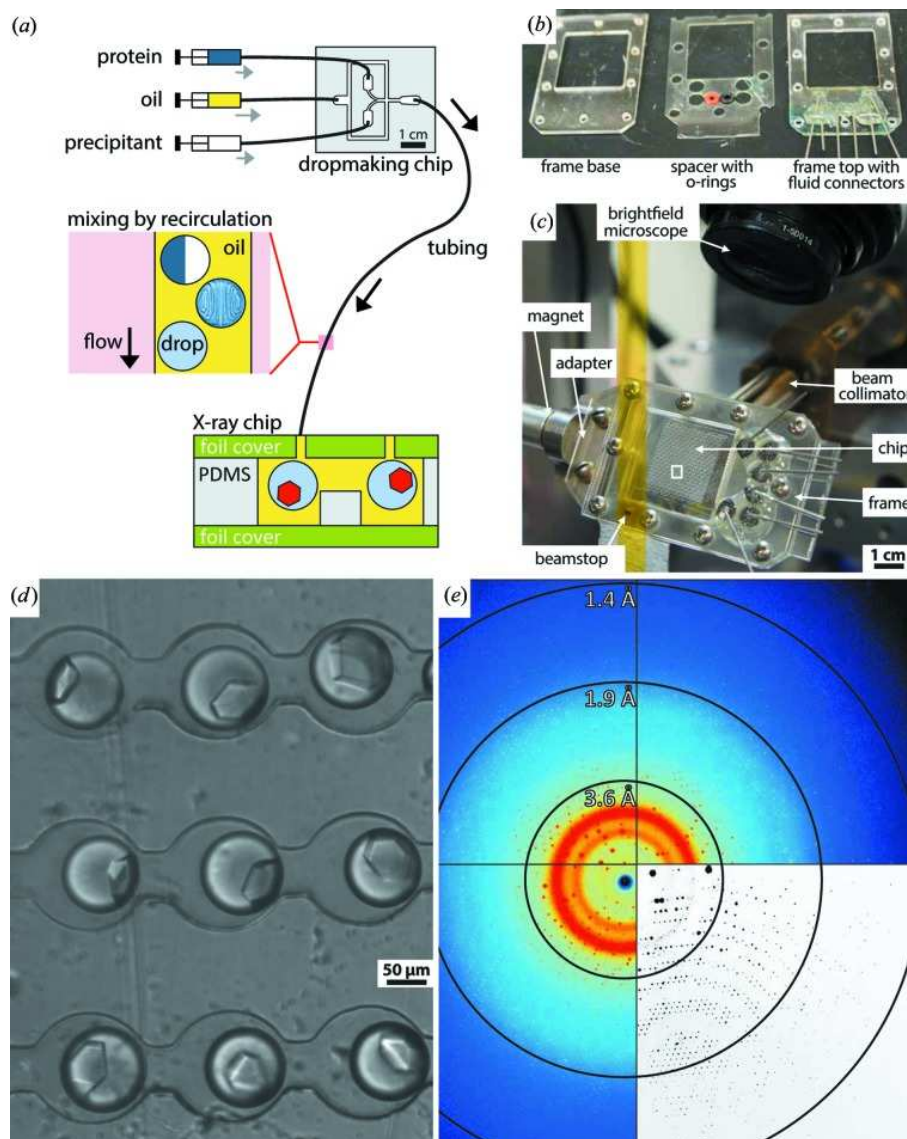 (a)
protein
oil
precipitant
1 cm
dropmaking chip
mixing by recirculation
oil
drop
flow
tubing
X-ray chip
foil cover
PDMS
foil cover
(b)
frame base
spacer with
o-rings
frame top with
fluid connectors
(c)
brightfield
microscope
1-50014
magnet
adapter
beam
collimator
chip
frame
beamstop
1 cm
(d)
50 µm
(e)
1.4 Å
1.9 Å
3.6 Å